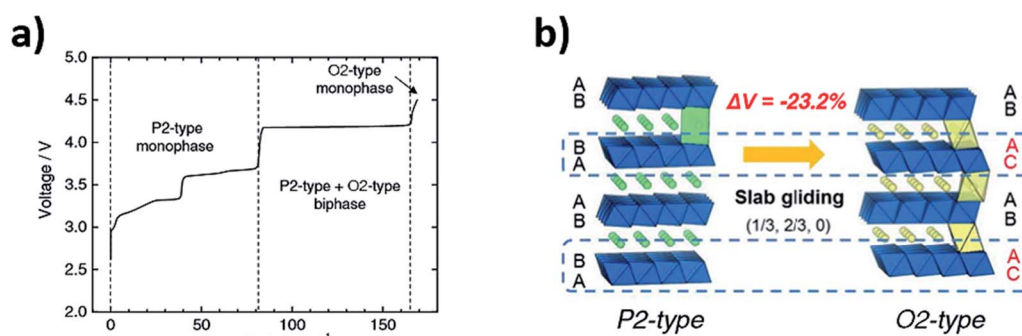 a)
5.0
4.5
4.0
3.5
3.0
2.5
2.0
Voltage / V
0
50
100
150
P2-type
monophase
O2-type
monophase
P2-type + O2-type
biphase
b)
A
B
B
A
A
B
B
A
ΔV = -23.2%
Slab gliding
(1/3, 2/3, 0)
A
B
A
C
A
B
A
C
P2-type
O2-type